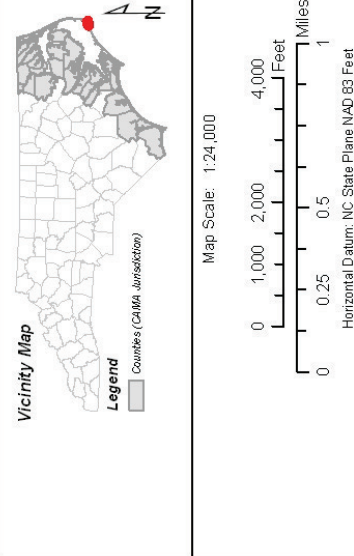 Vicinity Map
N
Legend
Counties (CAMA Jurisdiction)
Map Scale: 1:24,000
0 1,000 2,000 4,000
Feet
Miles
0 0.25 0.5 1
Horizontal Datum: NC State Plane NAD 83 Feet